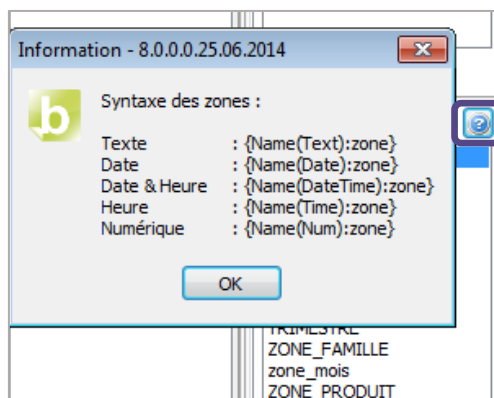 Information - 8.0.0.0.25.06.2014
Syntaxe des zones :
Texte : {Name(Text):zone}
Date : {Name(Date):zone}
Date & Heure : {Name(DateTime):zone}
Heure : {Name(Time):zone}
Numérique : {Name(Num):zone}
OK
TRIMESTRE
ZONE_FAMILLE
zone_mois
ZONE_PRODUIT